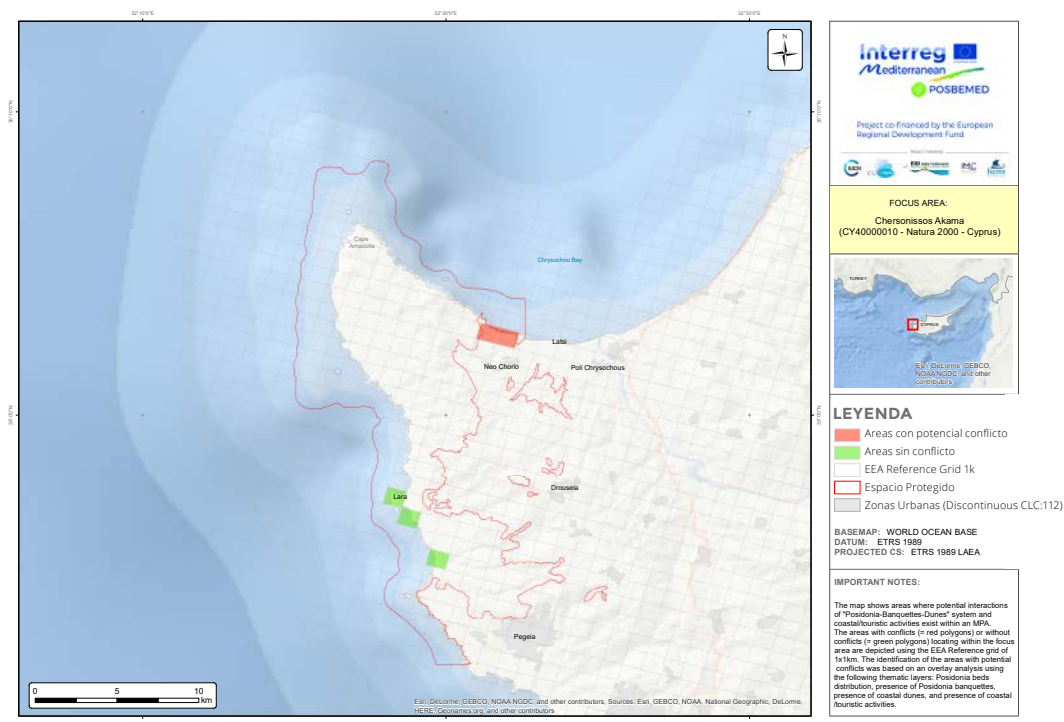 32°10'0"E
32°20'0"E
32°30'0"E
N
Cape
Arnaoutis
Chrysochou Bay
Latsi
Neo Chorio
Poli Chrysochous
Lara
Drouseia
Pegeia
0 5 10
km
Esri, DeLorme, GEBCO, NOAA NGDC, and other contributors, Sources: Esri, GEBCO, NOAA, National Geographic, DeLorme,
HERE, Geonames.org, and other contributors
Interreg
Mediterranean
POSBEMED
Project co-financed by the European
Regional Development Fund
IUCN
EID MEDITERRANEE
IMC
hcmr
FOCUS AREA:
Chersonissos Akama
(CY40000010 - Natura 2000 - Cyprus)
TURKEY
CYPRUS
Esri, DeLorme, GEBCO,
NOAA NGDC, and other
contributors
LEYENDA
Areas con potencial conflicto
Areas sin conflicto
EEA Reference Grid 1k
Espacio Protegido
Zonas Urbanas (Discontinuous CLC:112)
BASEMAP: WORLD OCEAN BASE
DATUM: ETRS 1989
PROJECTED CS: ETRS 1989 LAEA
IMPORTANT NOTES:
The map shows areas where potential interactions
of "Posidonia-Banquettes-Dunes" system and
coastal/touristic activities exist within an MPA.
The areas with conflicts (= red polygons) or without
conflicts (= green polygons) locating within the focus
area are depicted using the EEA Reference grid of
1x1km. The identification of the areas with potential
conflicts was based on an overlay analysis using
the following thematic layers: Posidonia beds
distribution, presence of Posidonia banquettes,
presence of coastal dunes, and presence of coastal
/touristic activities.